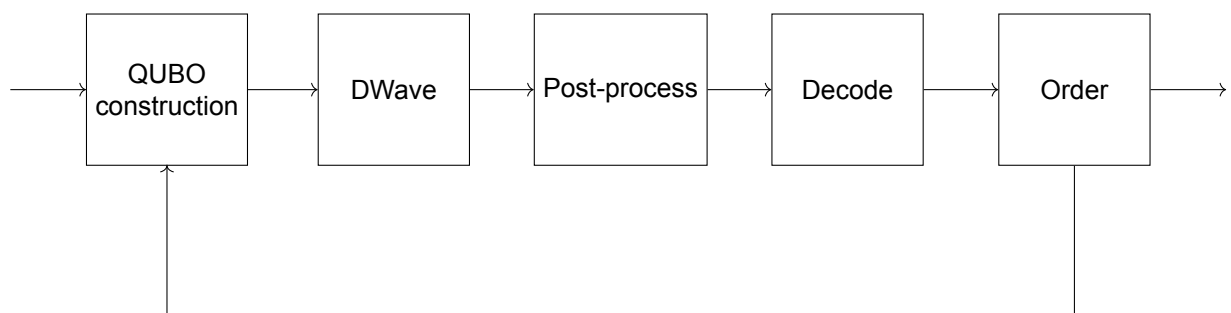 QUBO
construction
DWave
Post-process
Decode
Order